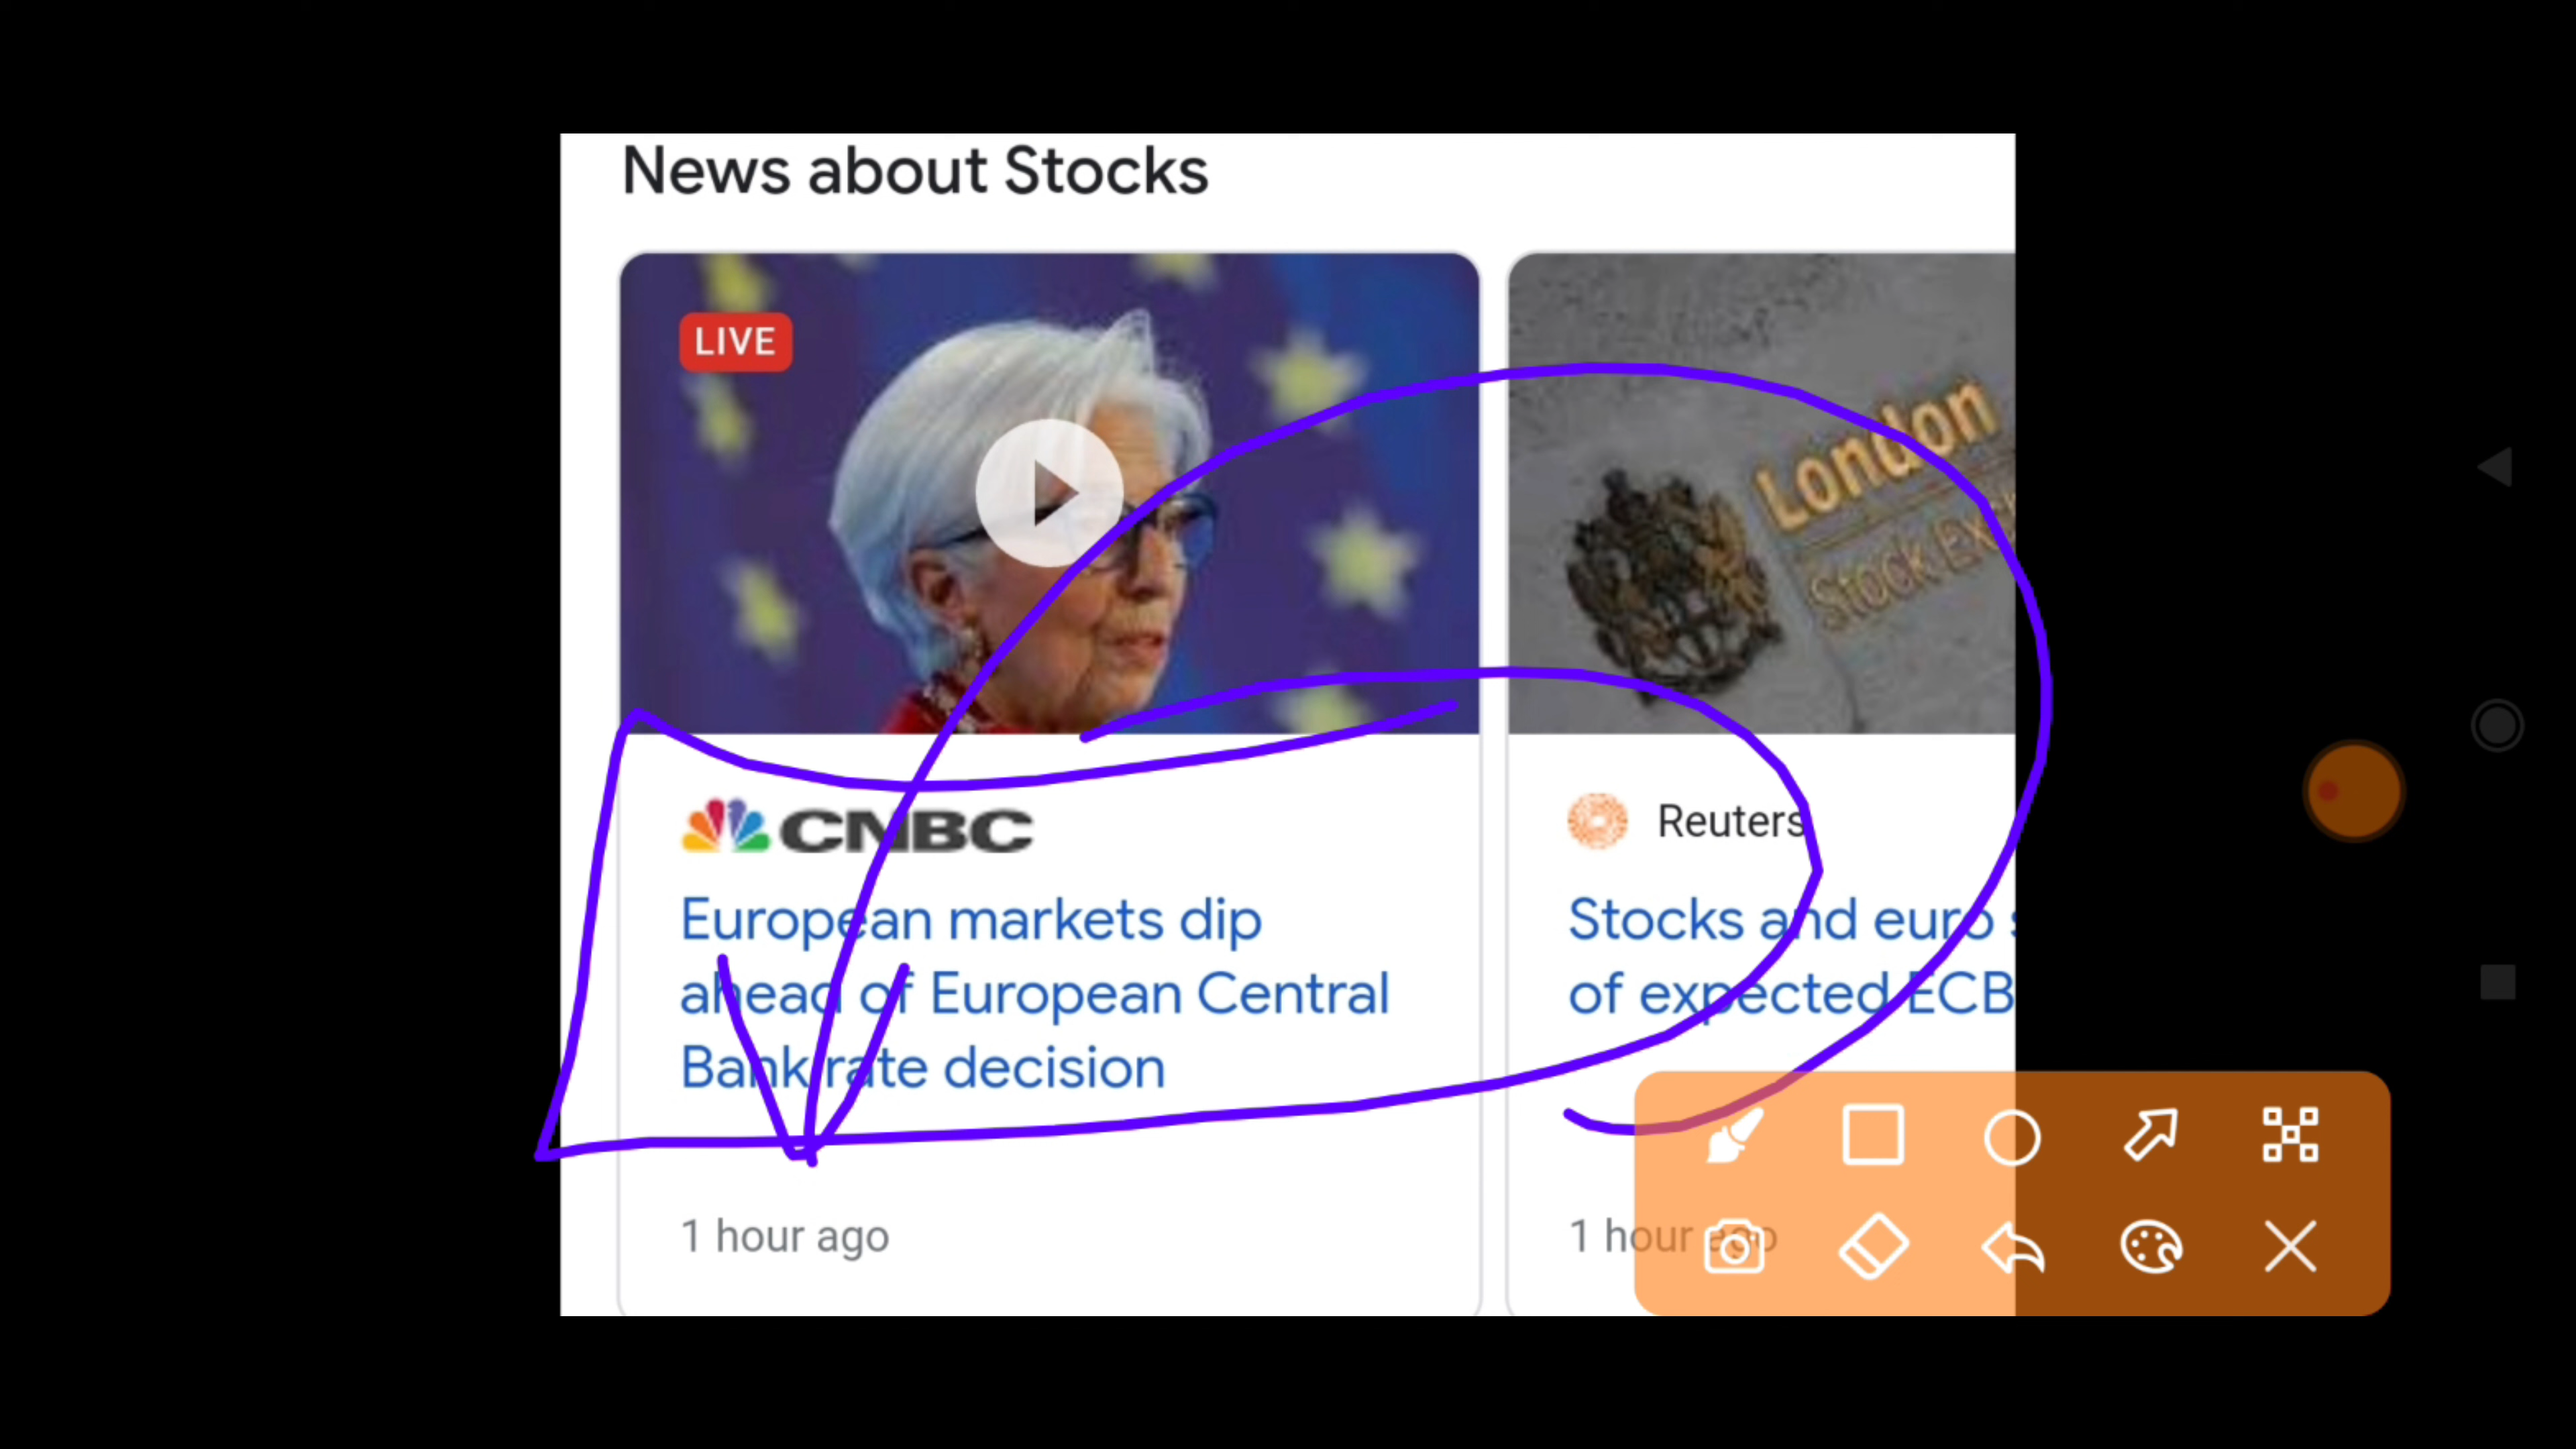 News about Stocks
LIVE
London
Stock
CNBC
European markets dip
ahead of European Central
Bank rate decision
1 hour ago
Reuters
Stocks and euro
of expected ECB
1 hour ago